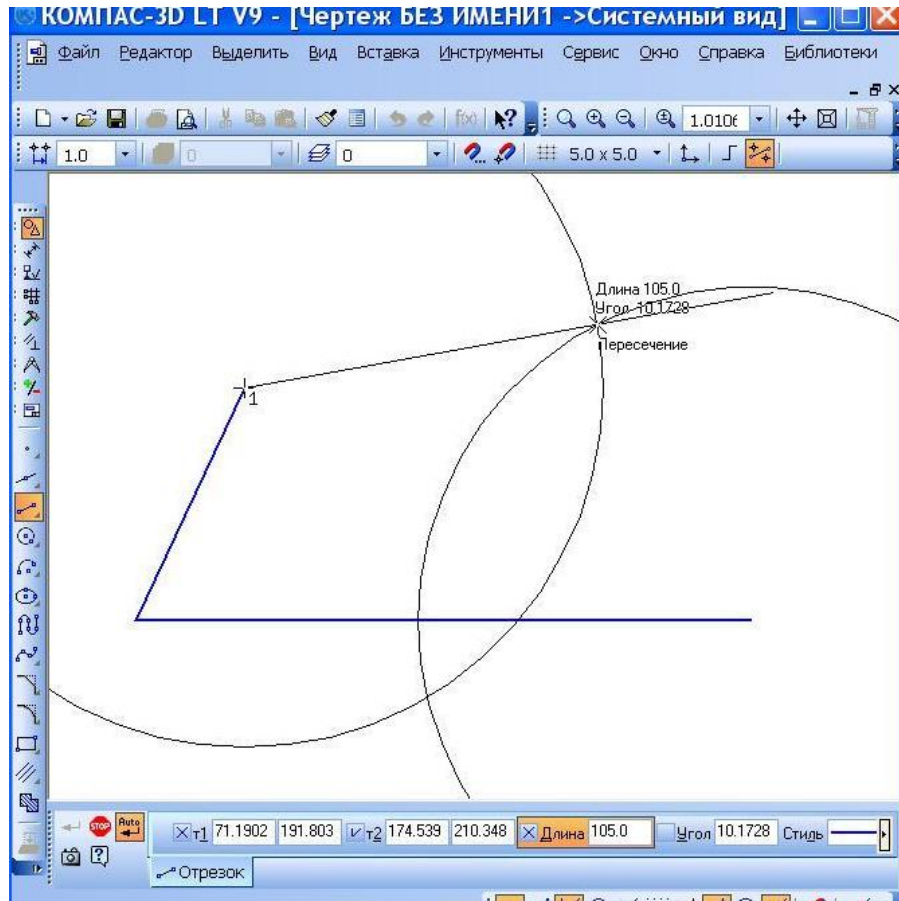 КОМПАС-3D LT V9 - [Чертеж БЕЗ ИМЕНИ1 ->Системный вид]
Файл Редактор Выделить Вид Вставка Инструменты Сервис Окно Справка Библиотеки
f(x) 1.0106
1.0 0 0 5.0 x 5.0
Длина 105.0
Угол 10.1728
Пересечение
1
STOP Auto т1 71.1902 191.803 т2 174.539 210.348 Длина 105.0 Угол 10.1728 Стиль
Отрезок